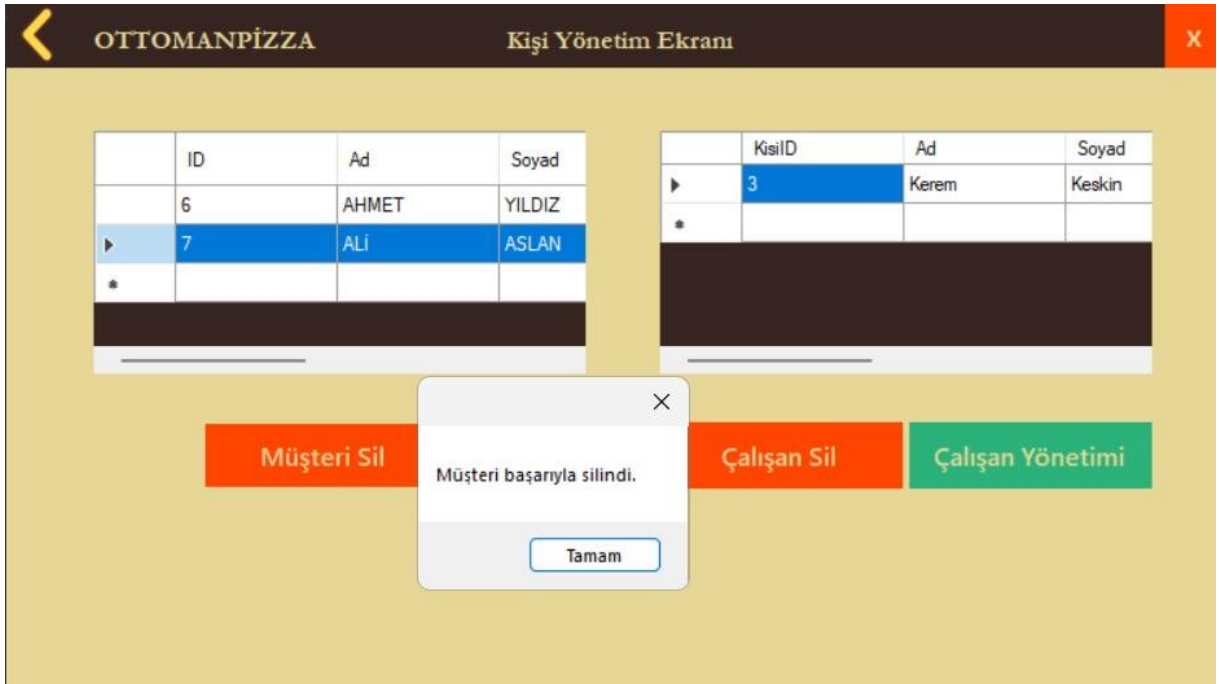 OTTOMANPİZZA Kişi Yönetim Ekranı X
ID Ad Soyad
6 AHMET YILDIZ
7 ALİ ASLAN
KisiID Ad Soyad
3 Kerem Keskin
Müşteri Sil
Müşteri başarıyla silindi.
Tamam
Çalışan Sil
Çalışan Yönetimi